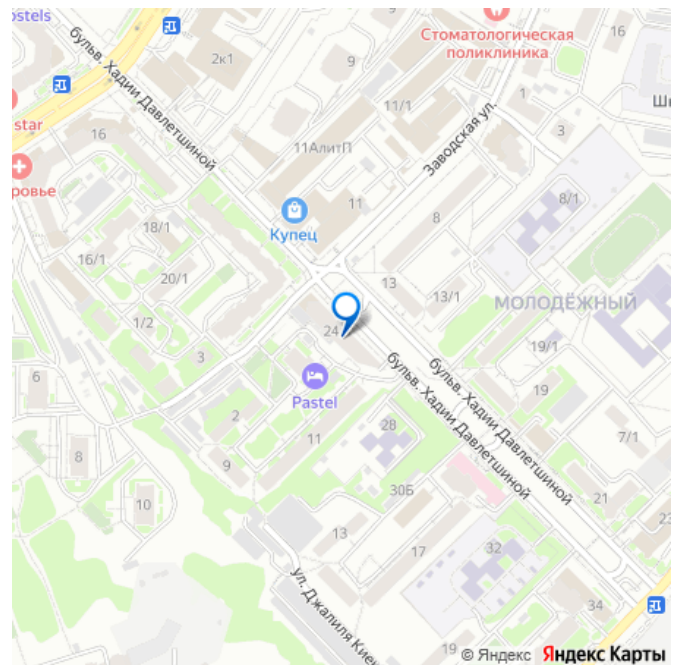 ostels
бульв. Хадии Давлетшиной
2к1
9
Стоматологическая
поликлиника
16
star
16
11/1
1
3
11АлитП
Заводская ул.
ровье
8/1
18/1
11
8
Купец
16/1
20/1
13
13/1
МОЛОДЁЖНЫЙ
1/2
24
19/1
3
бульв. Хадии Давлетшиной
бульв. Хадии Давлетшиной
6
Pastel
19
2
28
7/1
11
8
9
30Б
21
10
13
17
32
34
ул. Джалиля Кие
© Яндекс Яндекс Карты